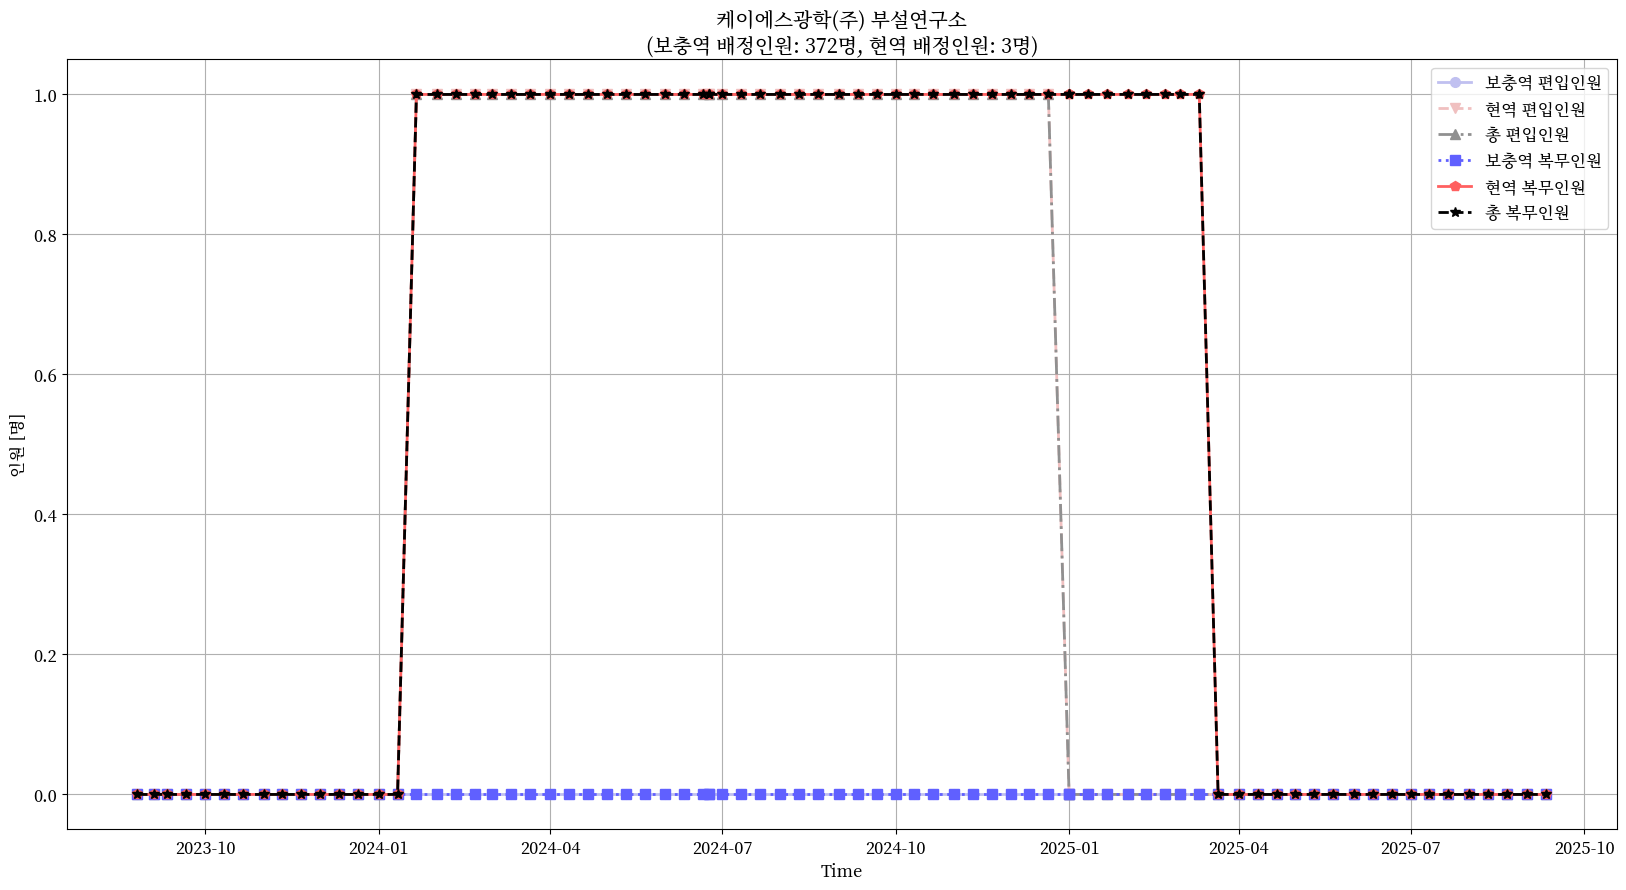 케이에스광학(주) 부설연구소
(보충역 배정인원: 372명, 현역 배정인원: 3명)
보충역 편입인원
현역 편입인원
총 편입인원
보충역 복무인원
현역 복무인원
총 복무인원
인원 [명]
1.0
0.8
0.6
0.4
0.2
0.0
2023-10
2024-01
2024-04
2024-07
2024-10
2025-01
2025-04
2025-07
2025-10
Time